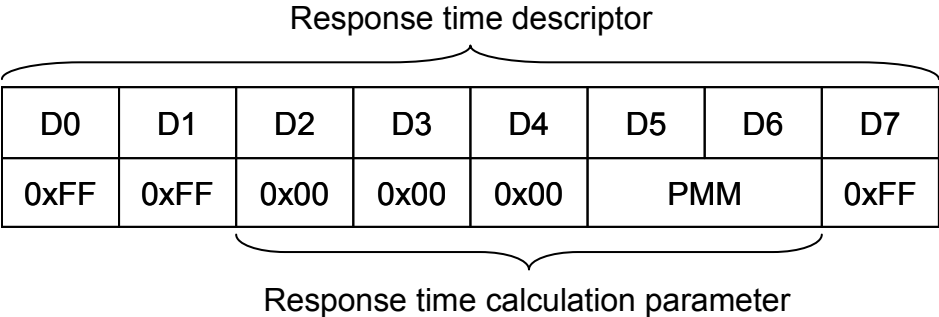 Response time descriptor
D0 D1 D2 D3 D4 D5 D6 D7
0xFF 0xFF 0x00 0x00 0x00 PMM 0xFF
Response time calculation parameter